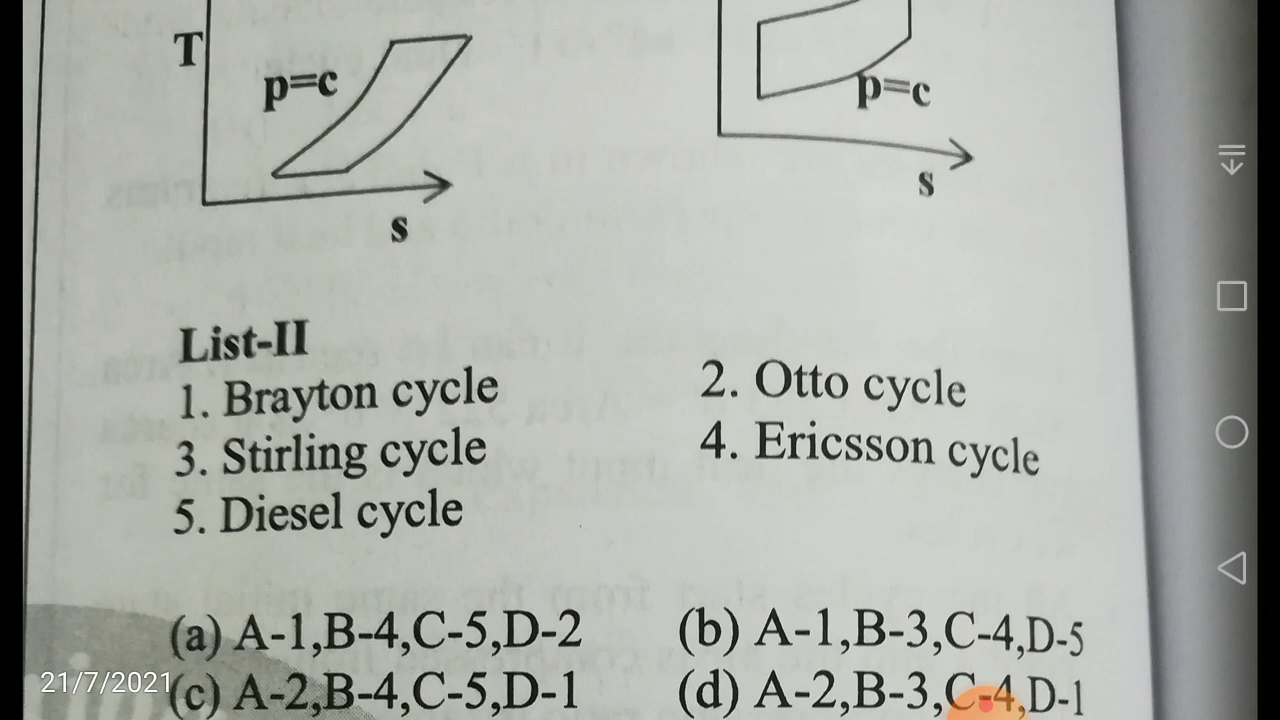 T
p=c
p=c
s
s
List-II
1. Brayton cycle
2. Otto cycle
3. Stirling cycle
4. Ericsson cycle
5. Diesel cycle
(a) A-1,B-4,C-5,D-2
(b) A-1,B-3,C-4,D-5
21/7/2021
(c) A-2,B-4,C-5,D-1
(d) A-2,B-3,C-4,D-1